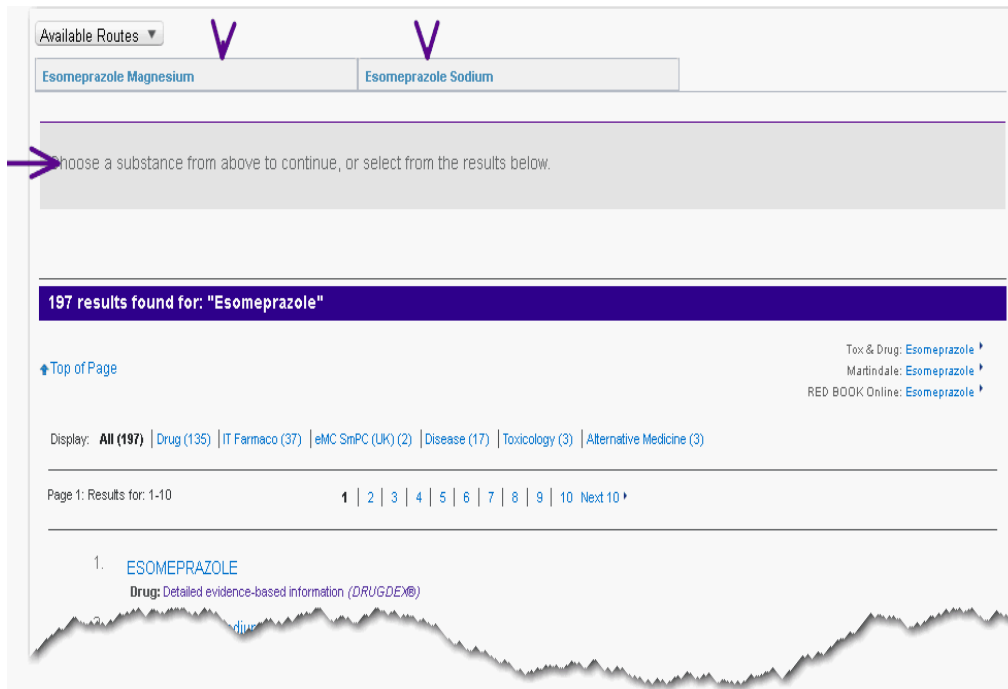 Available Routes ▼
Esomeprazole Magnesium Esomeprazole Sodium
Choose a substance from above to continue, or select from the results below.
197 results found for: "Esomeprazole"
Tox & Drug: Esomeprazole
Top of Page
Martindale: Esomeprazole
RED BOOK Online: Esomeprazole
Display: All (197) | Drug (135) | IT Farmaco (37) | eMC SmPC (UK) (2) | Disease (17) | Toxicology (3) | Alternative Medicine (3)
Page 1: Results for: 1-10 1 | 2 | 3 | 4 | 5 | 6 | 7 | 8 | 9 | 10 Next 10
1. ESOMEPRAZOLE
Drug: Detailed evidence-based information (DRUGDEX®)